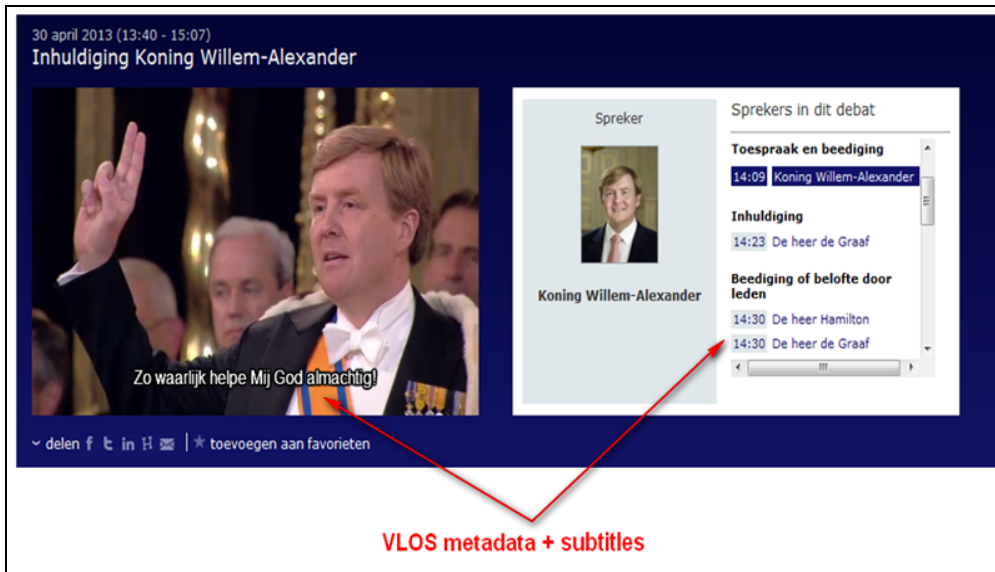 30 april 2013 (13:40 - 15:07)
Inhuldiging Koning Willem-Alexander
Zo waarlijk helpe Mij God almachtig!
Spreker
Koning Willem-Alexander
Sprekers in dit debat
Toespraak en beediging
14:09 Koning Willem-Alexander
Inhuldiging
14:23 De heer de Graaf
Beediging of belofte door
leden
14:30 De heer Hamilton
14:30 De heer de Graaf
delen
toevoegen aan favorieten
VLOS metadata + subtitles